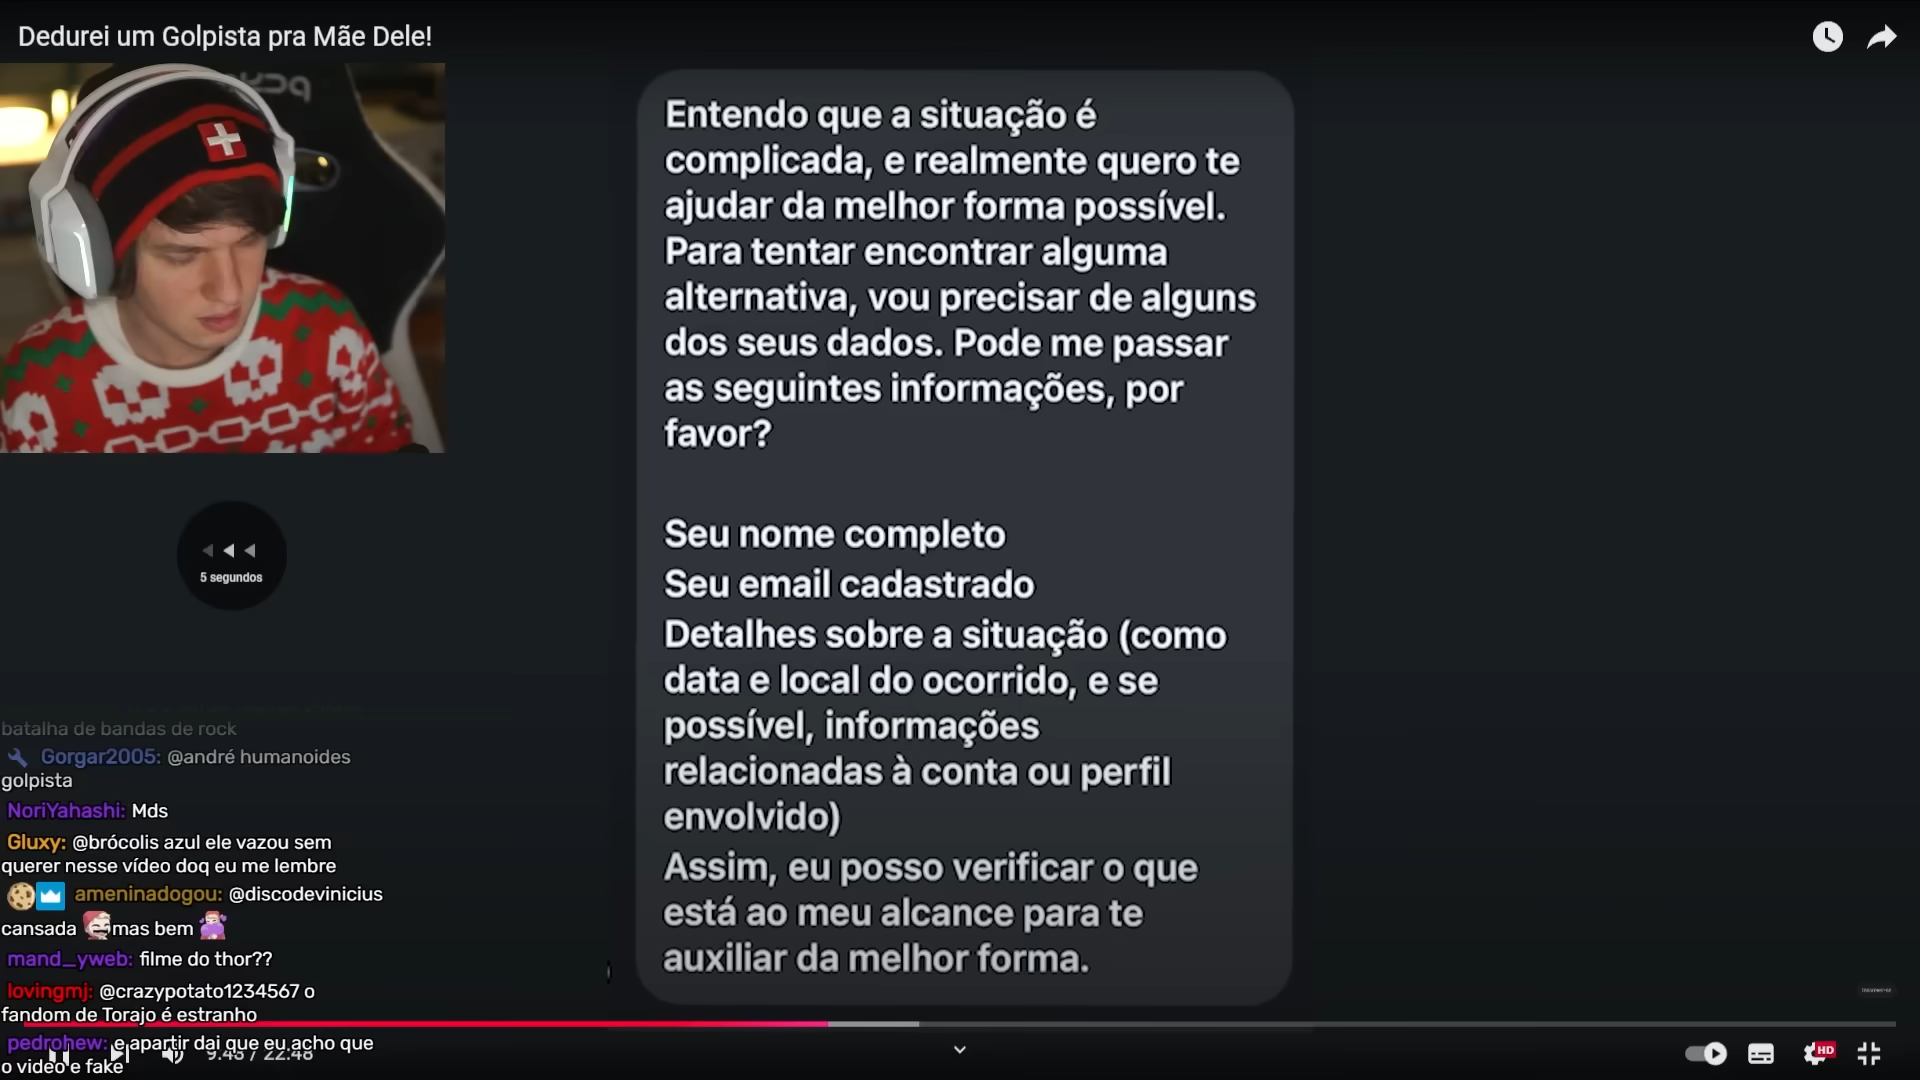 Dedurei um Golpista pra Mãe Dele!
Entendo que a situação é
complicada, e realmente quero te
ajudar da melhor forma possível.
Para tentar encontrar alguma
alternativa, vou precisar de alguns
dos seus dados. Pode me passar
as seguintes informações, por
favor?
Seu nome completo
Seu email cadastrado
Detalhes sobre a situação (como
data e local do ocorrido, e se
possível, informações
relacionadas à conta ou perfil
envolvido)
Assim, eu posso verificar o que
está ao meu alcance para te
auxiliar da melhor forma.
5 segundos
batalha de bandas de rock
Gorgar2005: @andré humanoides
golpista
NoriYahashi: Mds
Gluxy: @brócolis azul ele vazou sem
querer nesse vídeo doq eu me lembre
ameninadogou: @discodevinicius
cansada mas bem
mand_yweb: filme do thor??
lovingmj: @crazypotato1234567 o
fandom de Torajo é estranho
pedrohew: e apartir dai que eu acho que
o video e fake
/ 22:48
HD